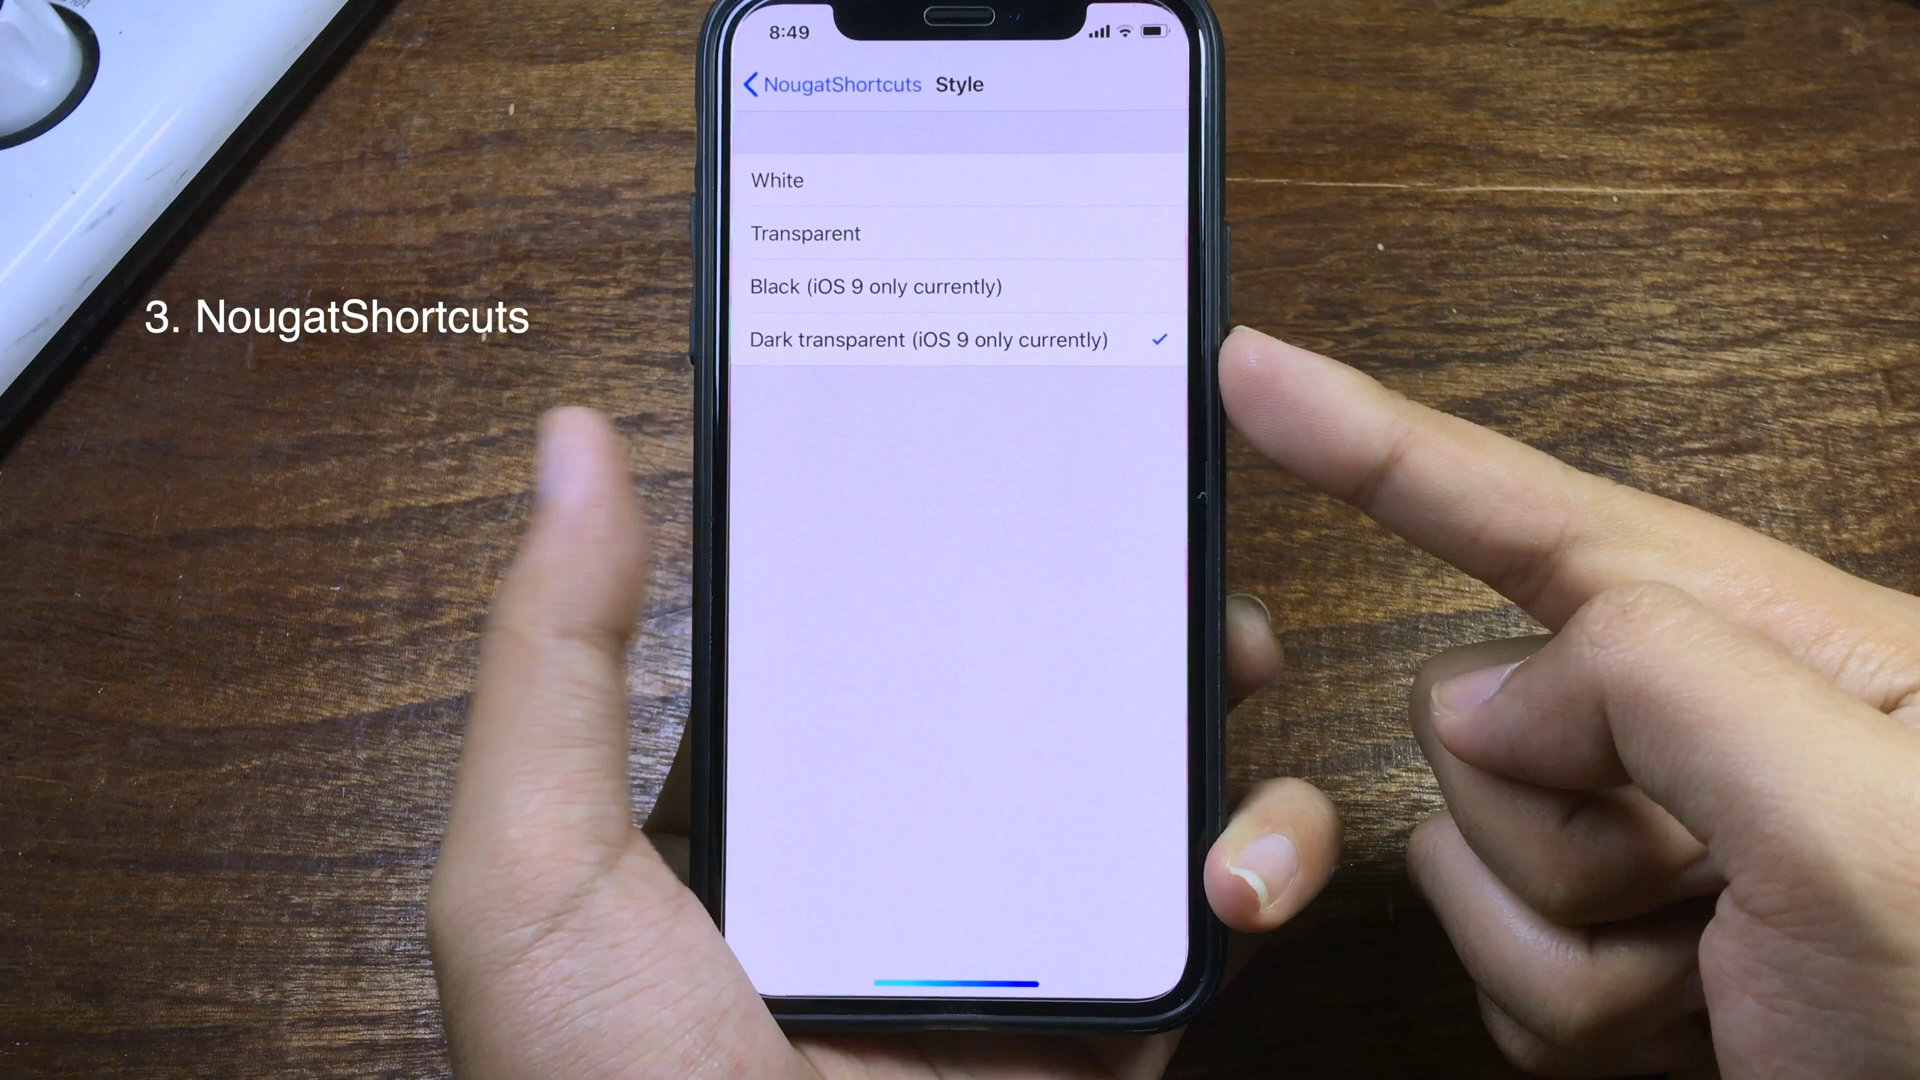 8:49
NougatShortcuts Style
White
Transparent
Black (iOS 9 only currently)
Dark transparent (iOS 9 only currently)
3. NougatShortcuts